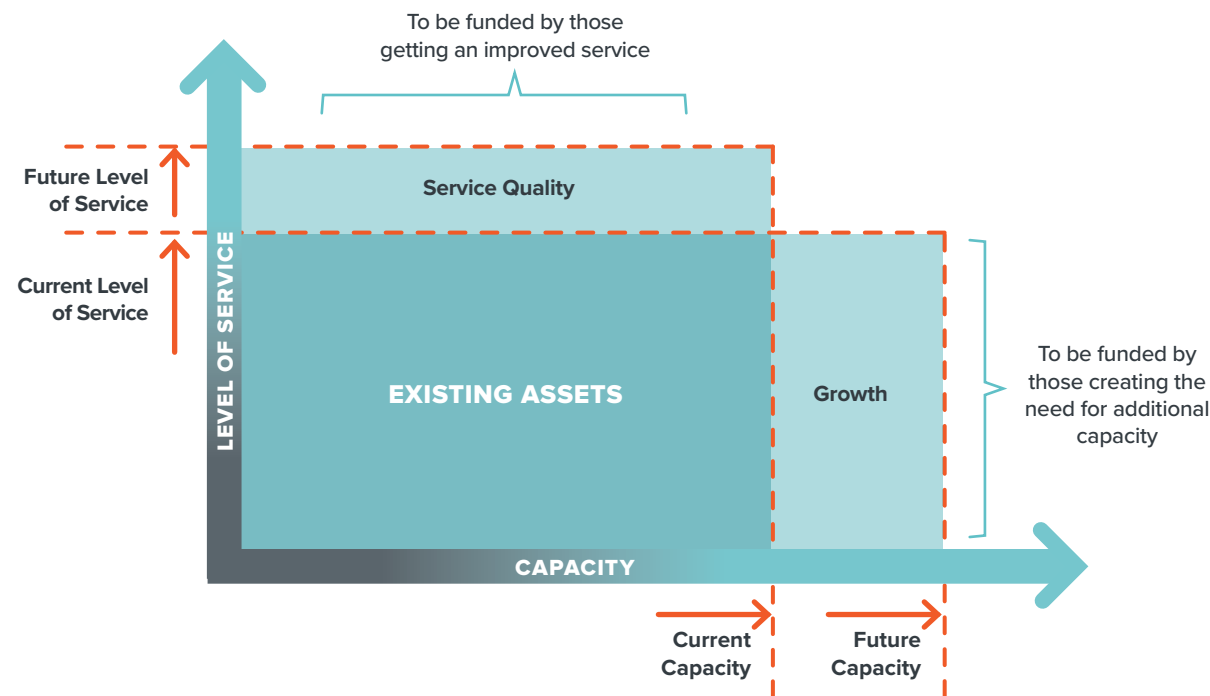 To be funded by those
getting an improved service
Future Level
of Service
Service Quality
Current Level
of Service
LEVEL OF SERVICE
EXISTING ASSETS
Growth
To be funded by
those creating the
need for additional
capacity
CAPACITY
Current
Capacity
Future
Capacity